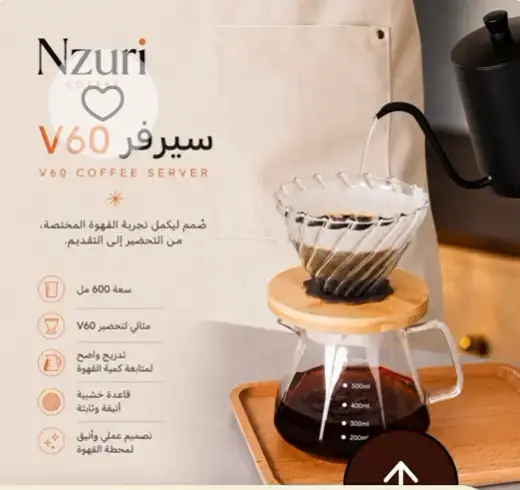 Nzuri
COFFEE
سيرفر V60
V60 COFFEE SERVER
صُمم ليكمل تجربة القهوة المختصة،
من التحضير إلى التقديم.
سعة 600 مل
مثالي لتحضير V60
تدريج واضح
لمتابعة كمية القهوة
قاعدة خشبية
أنيقة وثابتة
تصميم عملي وأنيق
لمحطة القهوة
500ml
400ml
300ml
200ml